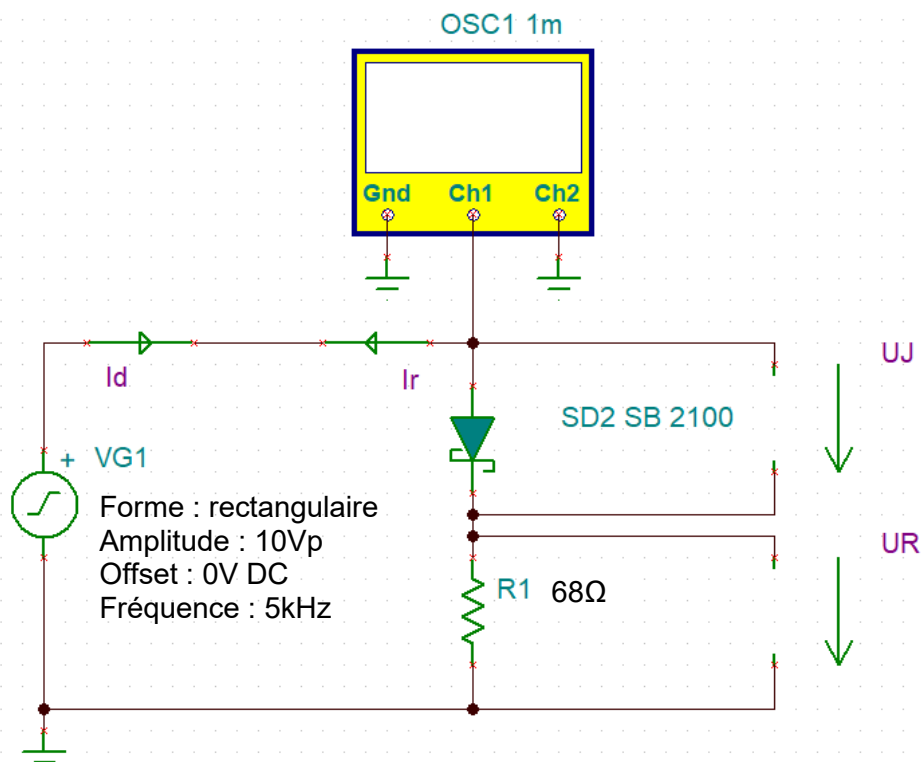 OSC1 1m
Gnd Ch1 Ch2
Id
Ir
UJ
SD2 SB 2100
+ VG1
Forme : rectangulaire
Amplitude : 10Vp
Offset : 0V DC
Fréquence : 5kHz
UR
R1 68Ω